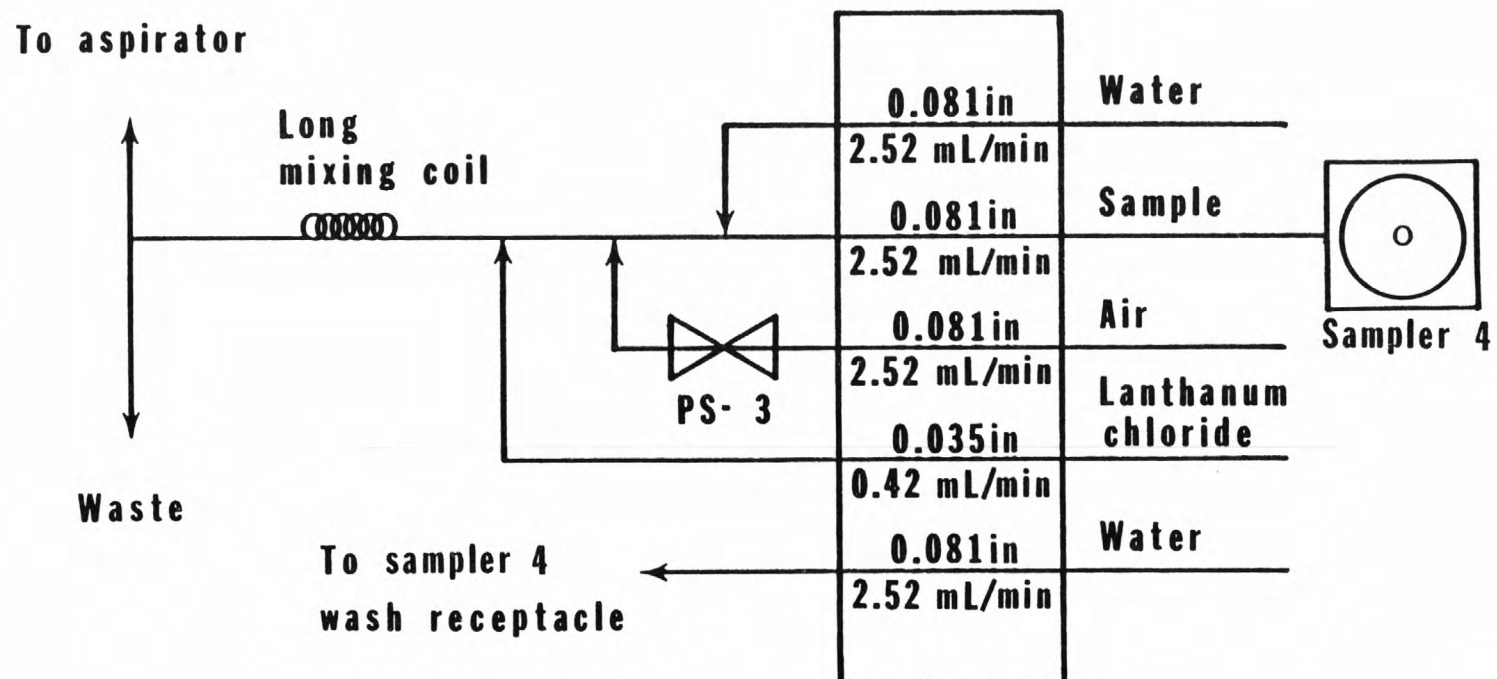 To aspirator
Long
mixing coil
Waste
To sampler 4
wash receptacle
PS- 3
0.081in
2.52 mL/min
Water
0.081in
2.52 mL/min
Sample
0.081in
2.52 mL/min
Air
0.035in
0.42 mL/min
Lanthanum
chloride
0.081in
2.52 mL/min
Water
Sampler 4